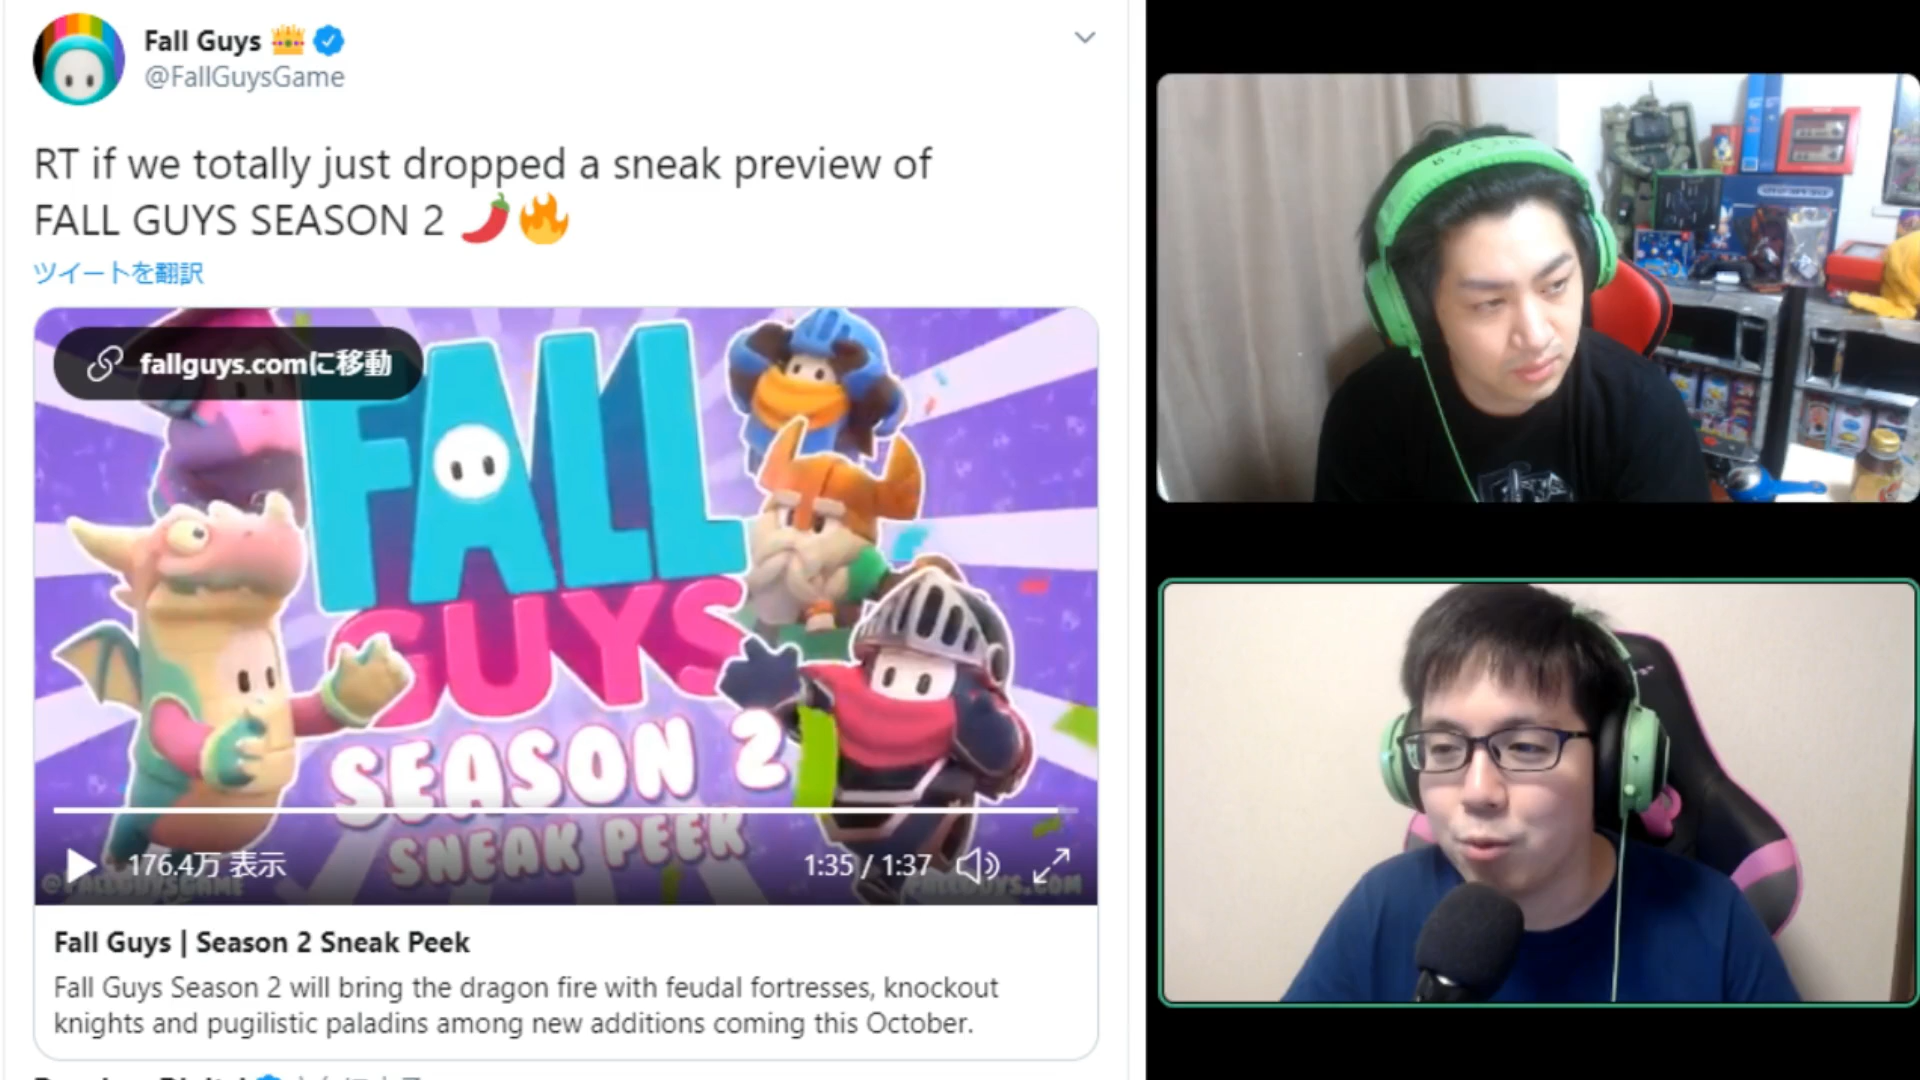 Fall Guys
@FallGuysGame
RT if we totally just dropped a sneak preview of
FALL GUYS SEASON 2
ツイートを翻訳
fallguys.comに移動
FALL
GUYS
SEASON 2
SNEAK PEEK
176.4万 表示
1:35 / 1:37
@FALLGUYSGAME
FALLGUYS.COM
Fall Guys | Season 2 Sneak Peek
Fall Guys Season 2 will bring the dragon fire with feudal fortresses, knockout
knights and pugilistic paladins among new additions coming this October.